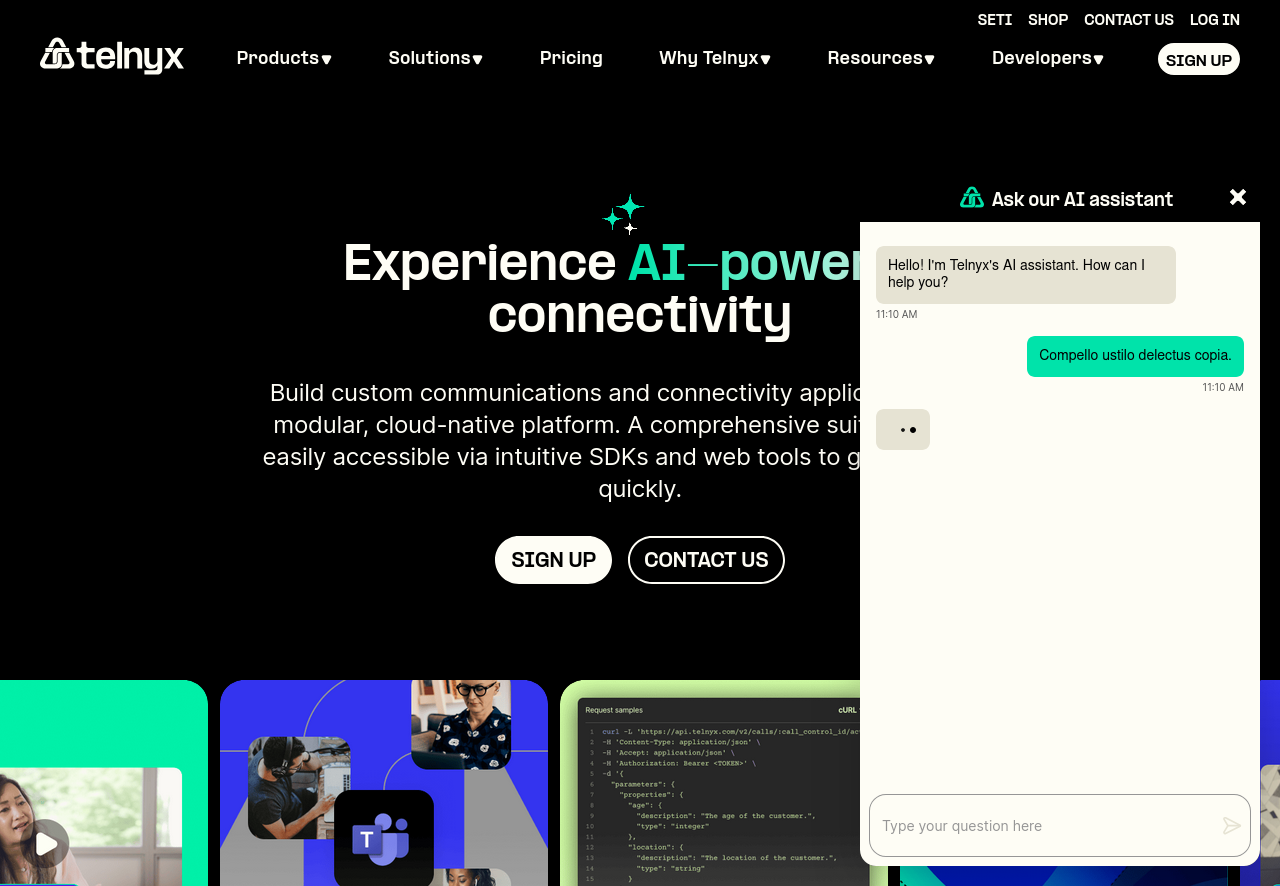 SETI SHOP CONTACT US LOG IN
telnyx Products Solutions Pricing Why Telnyx Resources Developers SIGN UP
Experience AI—power
connectivity
Build custom communications and connectivity applic
modular, cloud-native platform. A comprehensive suit
easily accessible via intuitive SDKs and web tools to g
quickly.
SIGN UP CONTACT US
Ask our AI assistant
Hello! I'm Telnyx's AI assistant. How can I
help you?
11:10 AM
Compello ustilo delectus copia.
11:10 AM
Type your question here
T
Request samples cURL
1 curl -L 'https://api.telnyx.com/v2/calls/:call_control_id/ac
2 -H 'Content-Type: application/json' \
3 -H 'Accept: application/json' \
4 -H 'Authorization: Bearer <TOKEN>' \
5 -d '{
6 "parameters": {
7 "properties": {
8 "age": {
9 "description": "The age of the customer.",
10 "type": "integer"
11 },
12 "location": {
13 "description": "The location of the customer.",
14 "type": "string"
15 }